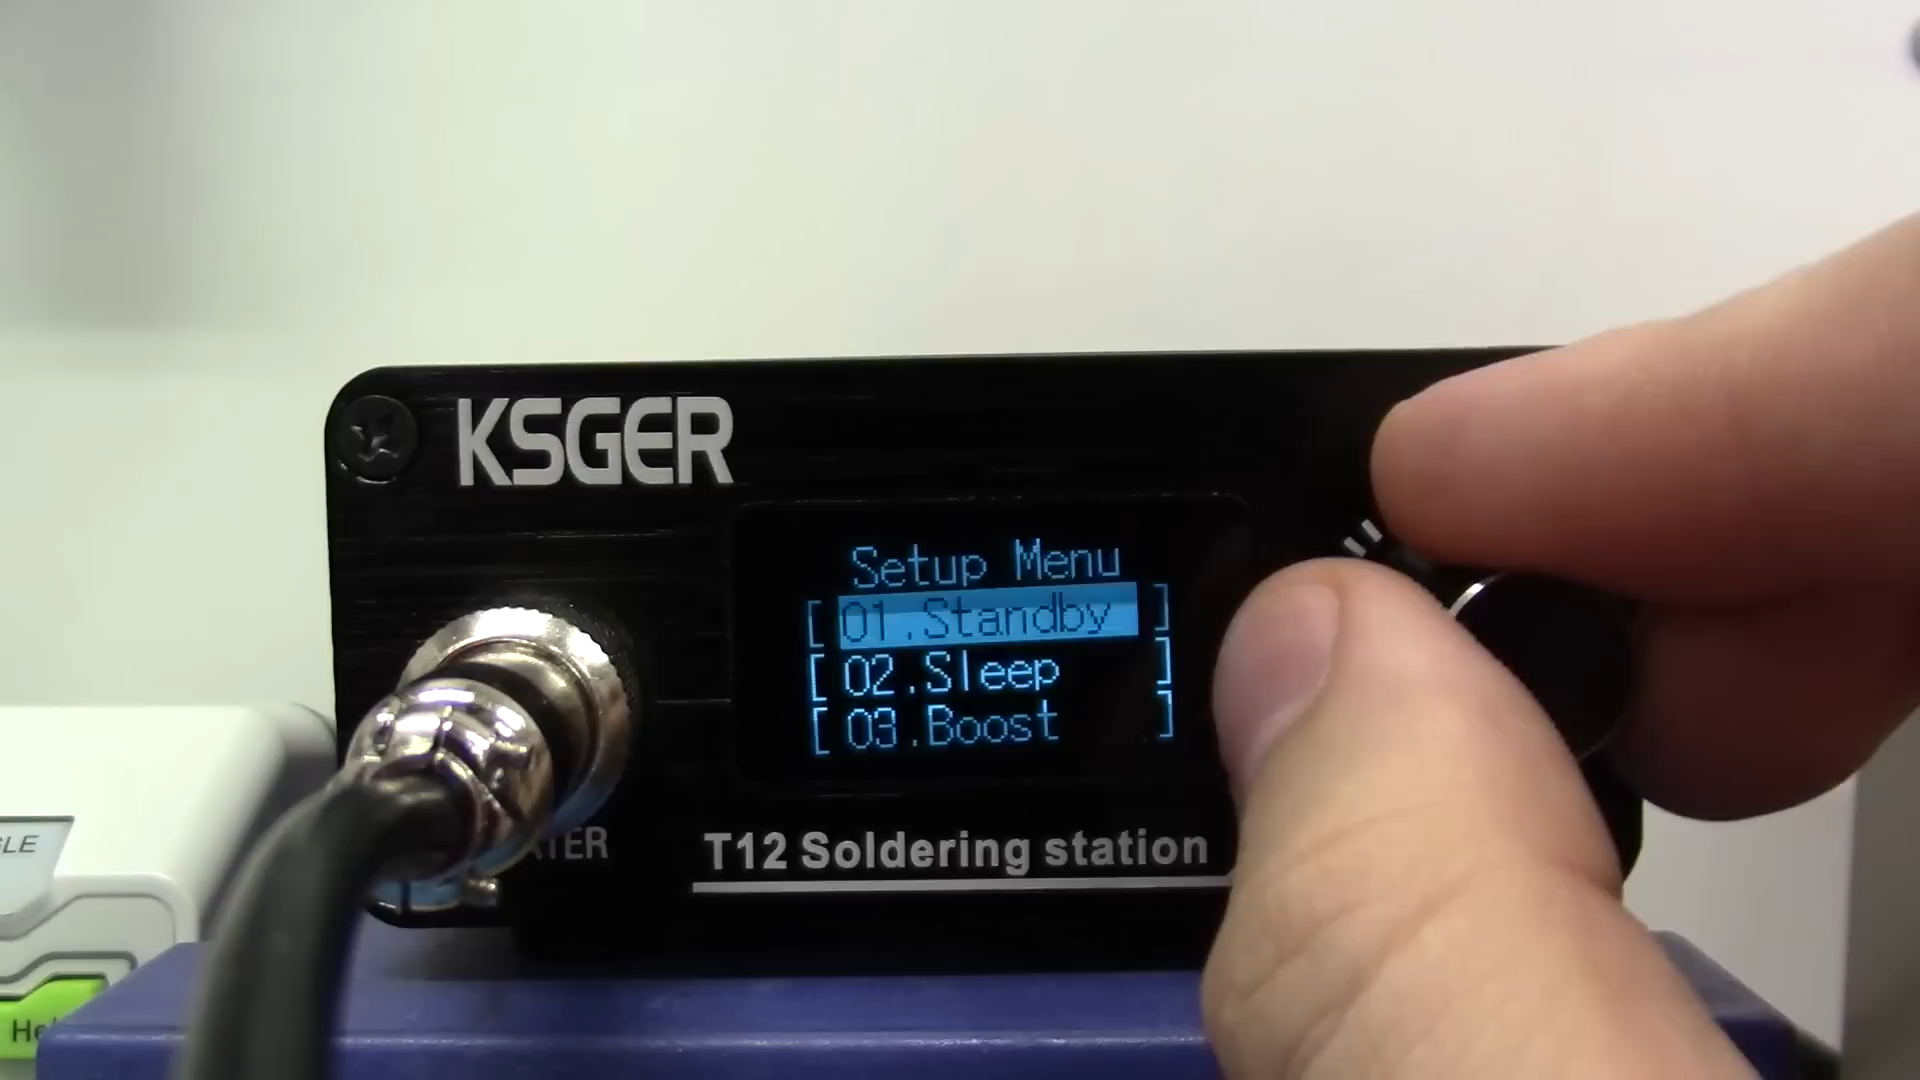 KSGER
Setup Menu
[ 01.Standby ]
[ 02.Sleep ]
[ 03.Boost ]
T12 Soldering station